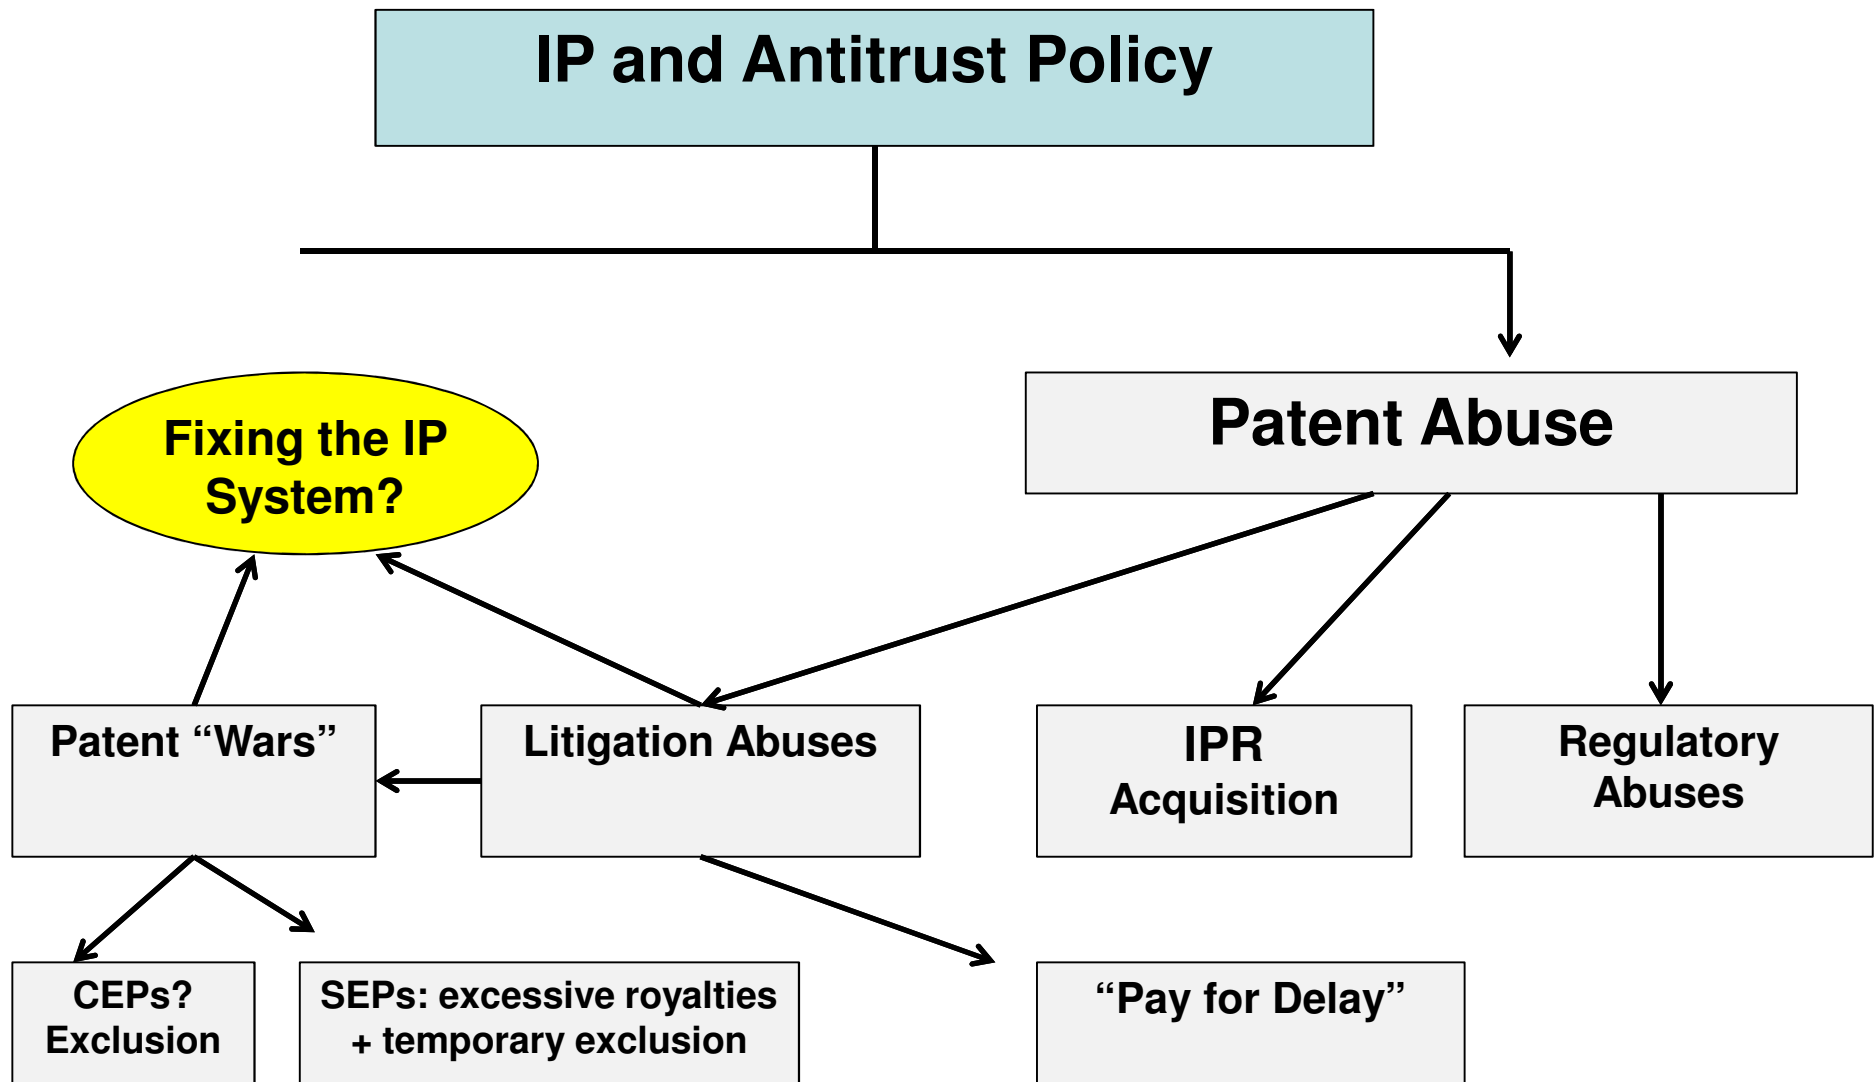 IP and Antitrust Policy
Fixing the IP
System?
Patent Abuse
Patent “Wars”
Litigation Abuses
IPR
Acquisition
Regulatory
Abuses
CEPs?
Exclusion
SEPs: excessive royalties
+ temporary exclusion
“Pay for Delay”